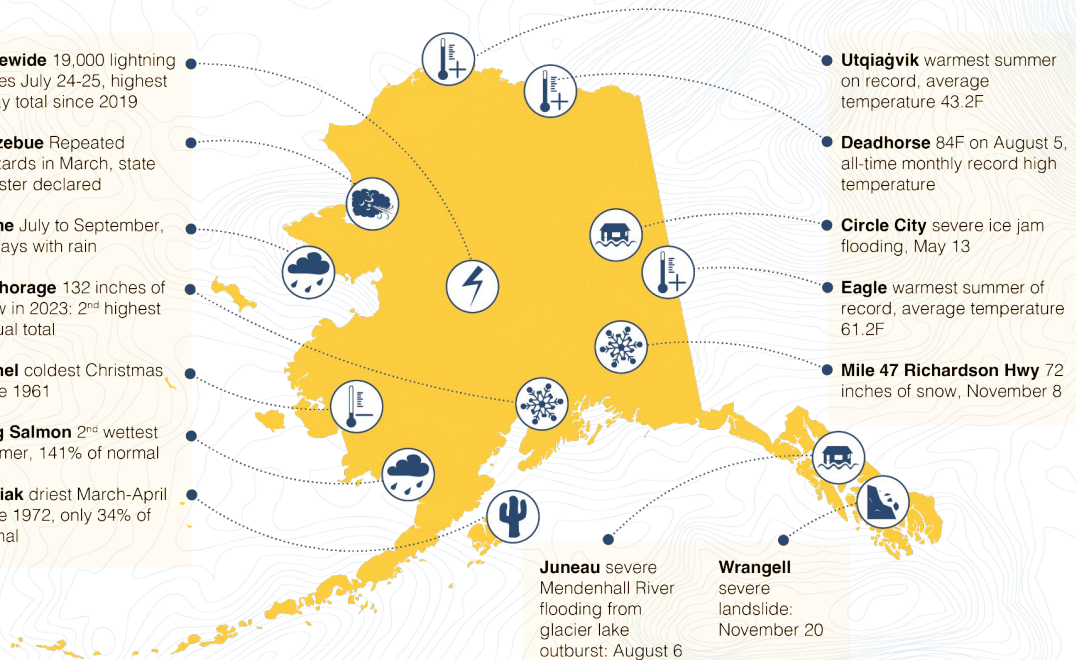 ewide 19,000 lightning
es July 24-25, highest
y total since 2019
zebue Repeated
zards in March, state
ster declared
ne July to September,
ays with rain
horage 132 inches of
w in 2023: 2nd highest
ual total
nel coldest Christmas
e 1961
g Salmon 2nd wettest
mer, 141% of normal
iak driest March-April
e 1972, only 34% of
nal
Utqiaġvik warmest summer
on record, average
temperature 43.2F
Deadhorse 84F on August 5,
all-time monthly record high
temperature
Circle City severe ice jam
flooding, May 13
Eagle warmest summer of
record, average temperature
61.2F
Mile 47 Richardson Hwy 72
inches of snow, November 8
Juneau severe
Mendenhall River
flooding from
glacier lake
outburst: August 6
Wrangell
severe
landslide:
November 20